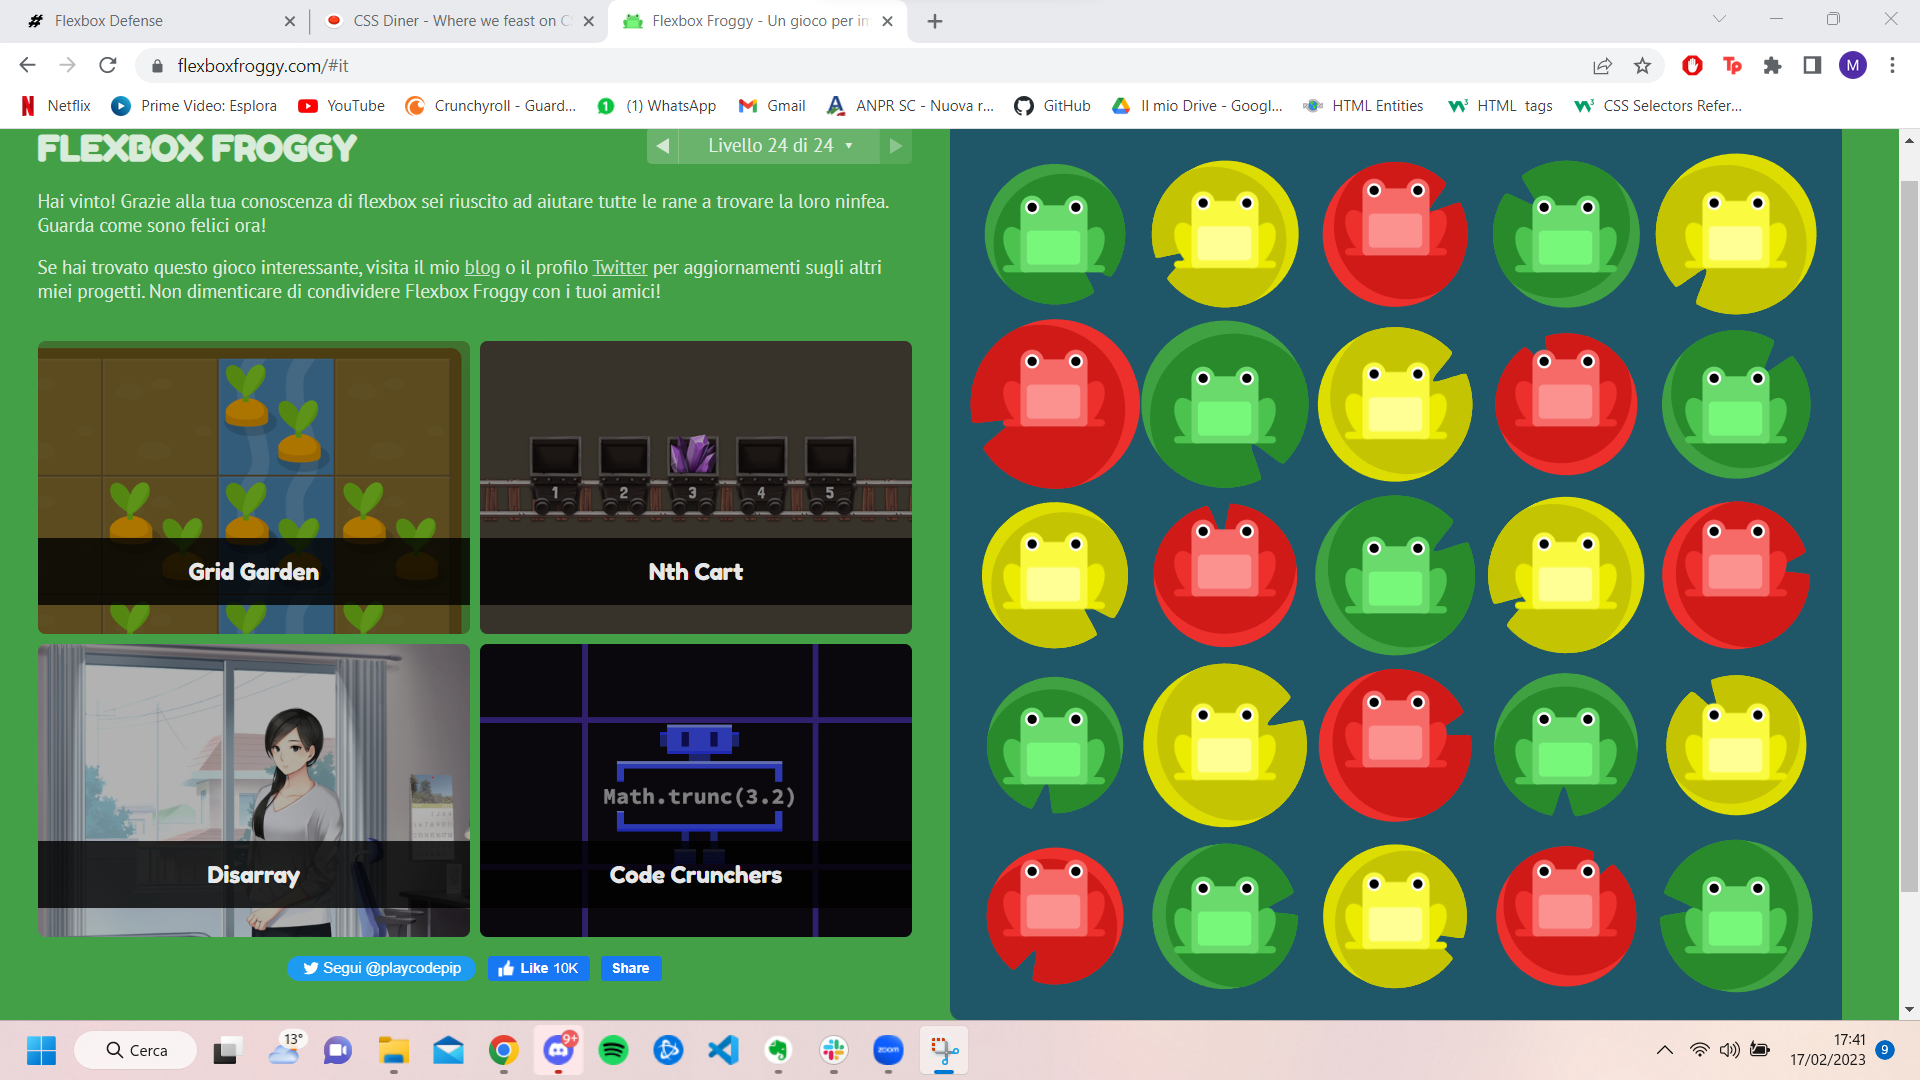 Flexbox Defense
CSS Diner - Where we feast on C
Flexbox Froggy - Un gioco per im
flexboxfroggy.com/#it
M
Netflix
Prime Video: Esplora
YouTube
Crunchyroll - Guard...
(1) WhatsApp
Gmail
ANPR SC - Nuova r...
GitHub
Il mio Drive - Googl...
HTML Entities
HTML tags
CSS Selectors Refer...
FLEXBOX FROGGY
Livello 24 di 24
Hai vinto! Grazie alla tua conoscenza di flexbox sei riuscito ad aiutare tutte le rane a trovare la loro ninfea.
Guarda come sono felici ora!
Se hai trovato questo gioco interessante, visita il mio blog o il profilo Twitter per aggiornamenti sugli altri
miei progetti. Non dimenticare di condividere Flexbox Froggy con i tuoi amici!
1 2 3 4 5
Grid Garden
Nth Cart
Math.trunc(3.2)
Disarray
Code Crunchers
Segui @playcodepip
Like 10K
Share
Cerca
13°
9+
zoom
17:41
17/02/2023
9